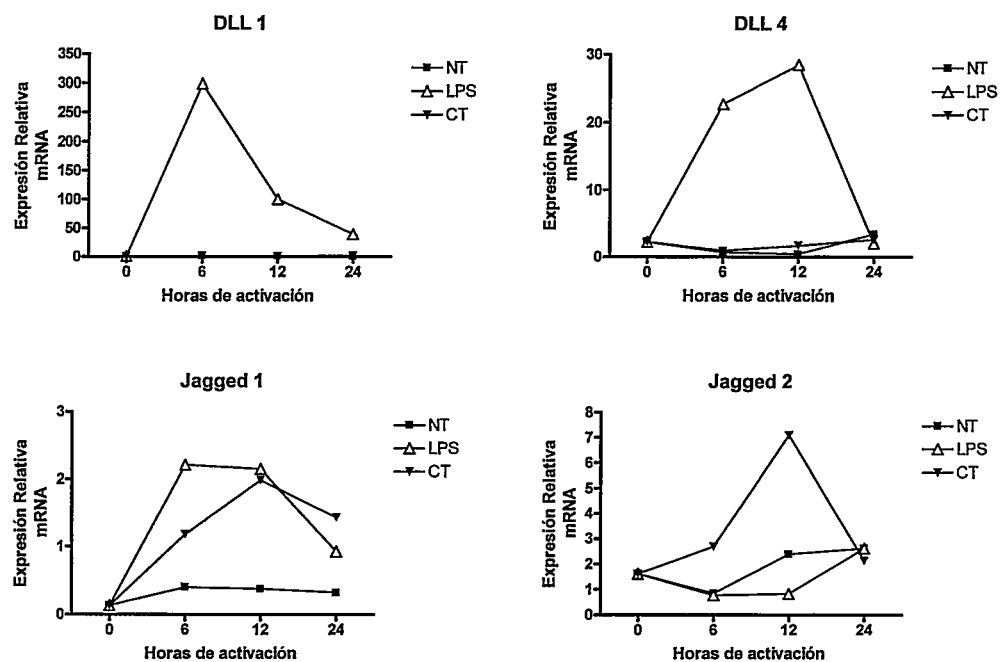 DLL 1
350
300
250
200
150
100
50
0
Expresión Relativa
mRNA
0 6 12 24
Horas de activación
NT
LPS
CT
DLL 4
30
20
10
0
Expresión Relativa
mRNA
0 6 12 24
Horas de activación
NT
LPS
CT
Jagged 1
3
2
1
0
Expresión Relativa
mRNA
0 6 12 24
Horas de activación
NT
LPS
CT
Jagged 2
8
7
6
5
4
3
2
1
0
Expresión Relativa
mRNA
0 6 12 24
Horas de activación
NT
LPS
CT